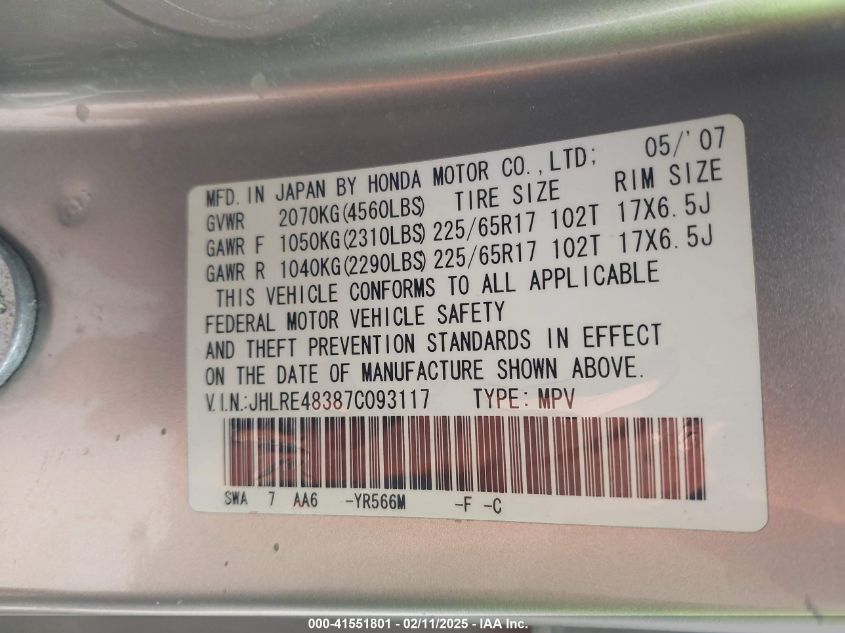 MFD. IN JAPAN BY HONDA MOTOR CO.,LTD; 05/'07
GVWR 2070KG(4560LBS) TIRE SIZE RIM SIZE
GAWR F 1050KG(2310LBS) 225/65R17 102T 17X6.5J
GAWR R 1040KG(2290LBS) 225/65R17 102T 17X6.5J
THIS VEHICLE CONFORMS TO ALL APPLICABLE
FEDERAL MOTOR VEHICLE SAFETY
AND THEFT PREVENTION STANDARDS IN EFFECT
ON THE DATE OF MANUFACTURE SHOWN ABOVE.
V.I.N.:JHLRE48387C093117 TYPE: MPV
SWA 7 AA6 -YR566M -F -C
000-41551801 - 02/11/2025 - IAA Inc.